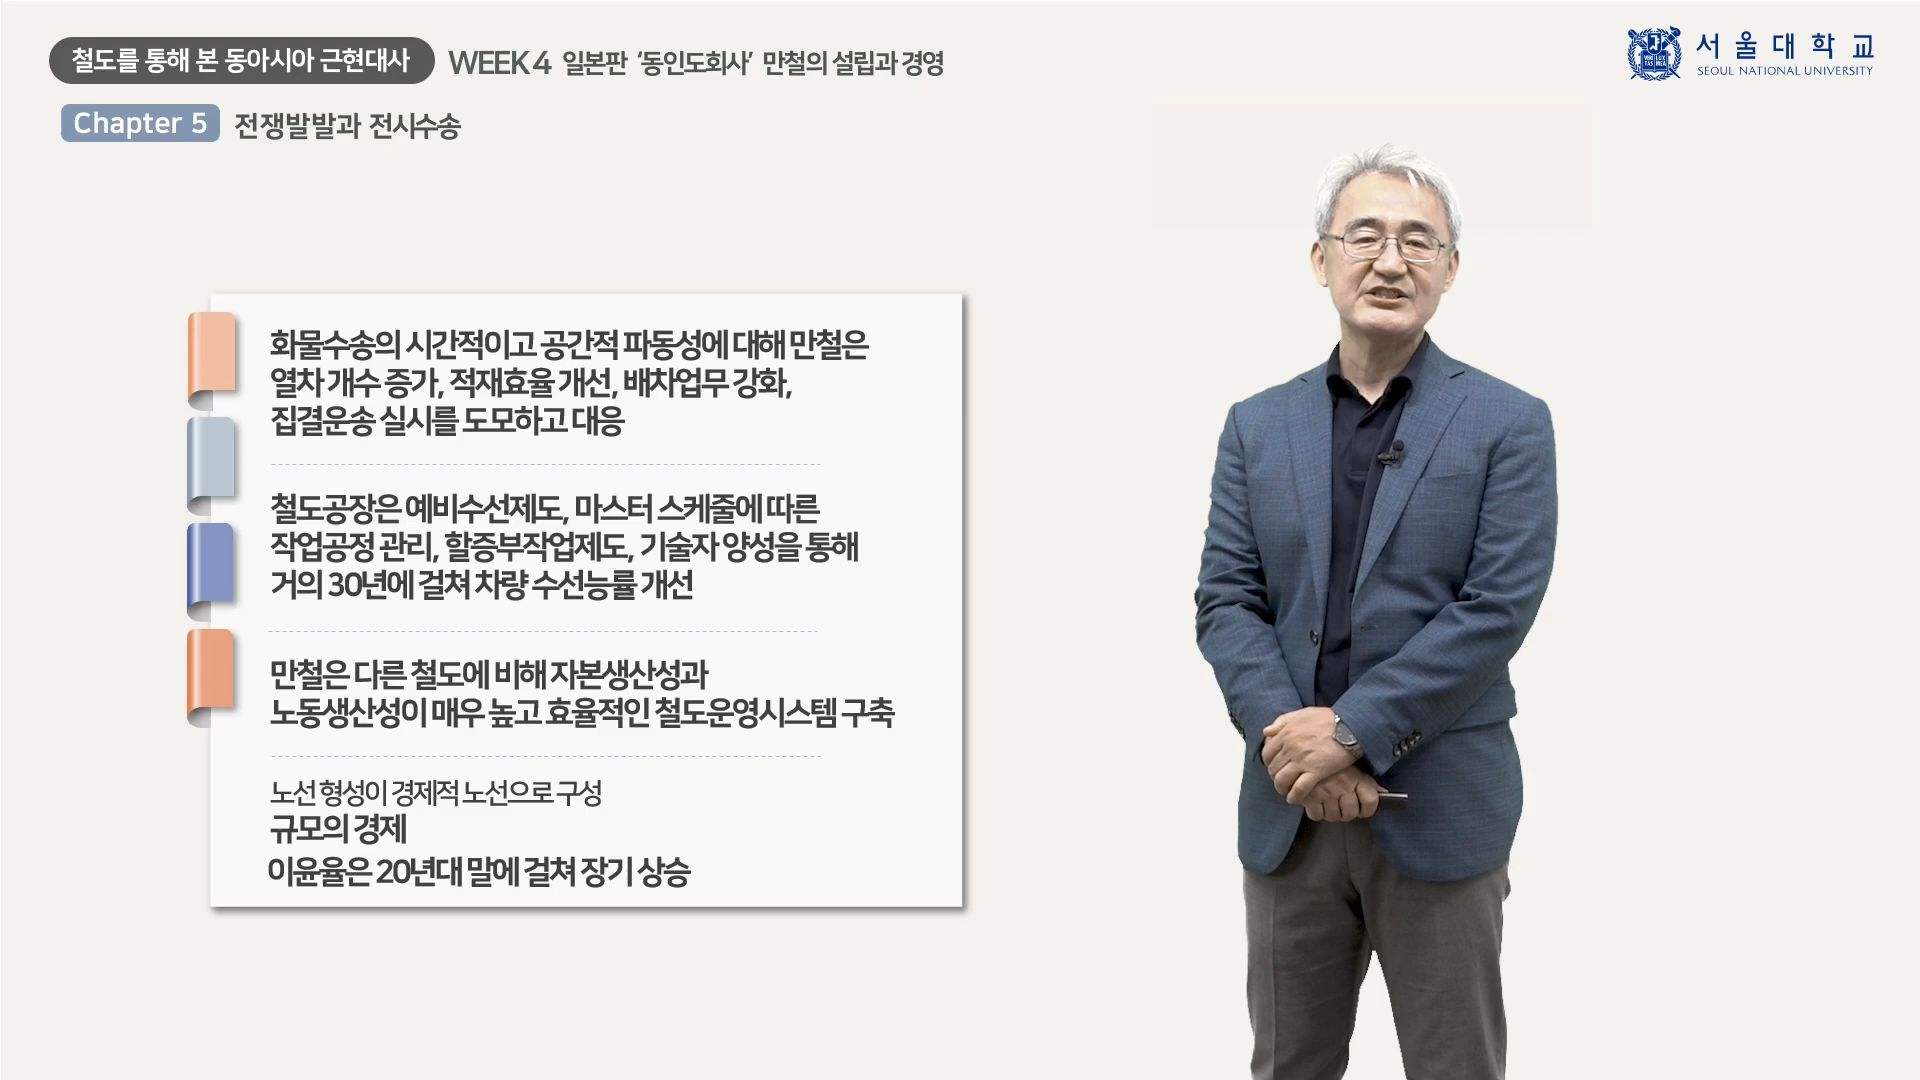 철도를 통해 본 동아시아 근현대사
WEEK 4 일본판 ‘동인도회사’ 만철의 설립과 경영
서울대학교
SEOUL NATIONAL UNIVERSITY
Chapter 5 전쟁발발과 전시수송
화물수송의 시간적이고 공간적 파동성에 대해 만철은
열차 개수 증가, 적재효율 개선, 배차업무 강화,
집결운송 실시를 도모하고 대응
철도공장은 예비수선제도, 마스터 스케줄에 따른
작업공정 관리, 할증부작업제도, 기술자 양성을 통해
거의 30년에 걸쳐 차량 수선능률 개선
만철은 다른 철도에 비해 자본생산성과
노동생산성이 매우 높고 효율적인 철도운영시스템 구축
노선 형성이 경제적 노선으로 구성
규모의 경제
이윤율은 20년대 말에 걸쳐 장기 상승